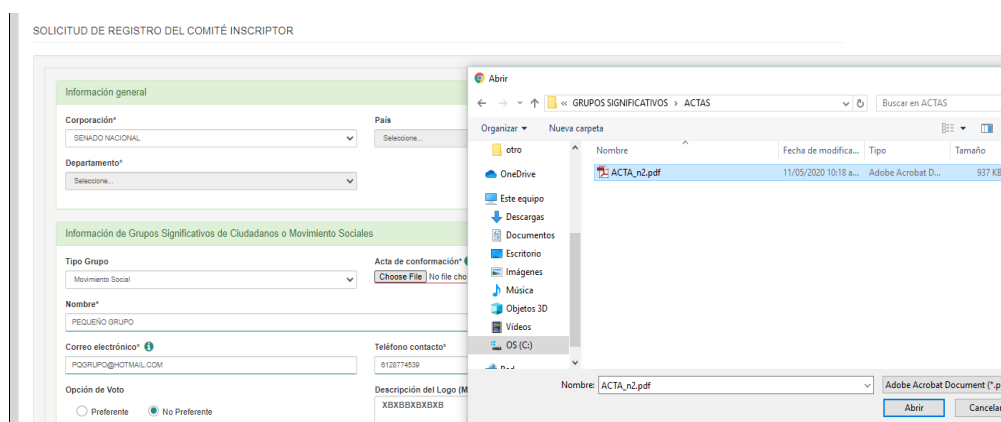 SOLICITUD DE REGISTRO DEL COMITÉ INSCRIPTOR
Información general
Corporación*
SENADO NACIONAL
País
Seleccione...
Departamento*
Seleccione...
Información de Grupos Significativos de Ciudadanos o Movimiento Sociales
Tipo Grupo
Movimiento Social
Acta de conformación*
Choose File No file cho
Nombre*
PEQUEÑO GRUPO
Correo electrónico*
PQGRUPO@HOTMAIL.COM
Teléfono contacto*
6128774539
Opción de Voto
Preferente No Preferente
Descripción del Logo (M
XBXBBXBXBXB
Abrir
« GRUPOS SIGNIFICATIVOS › ACTAS
Buscar en ACTAS
Organizar Nueva carpeta
Nombre Fecha de modifica... Tipo Tamaño
ACTA_n2.pdf 11/05/2020 10:18 a... Adobe Acrobat D... 937 KB
otro
OneDrive
Este equipo
Descargas
Documentos
Escritorio
Imágenes
Música
Objetos 3D
Vídeos
OS (C:)
Nombre: ACTA_n2.pdf
Adobe Acrobat Document (*.p
Abrir Cancelar